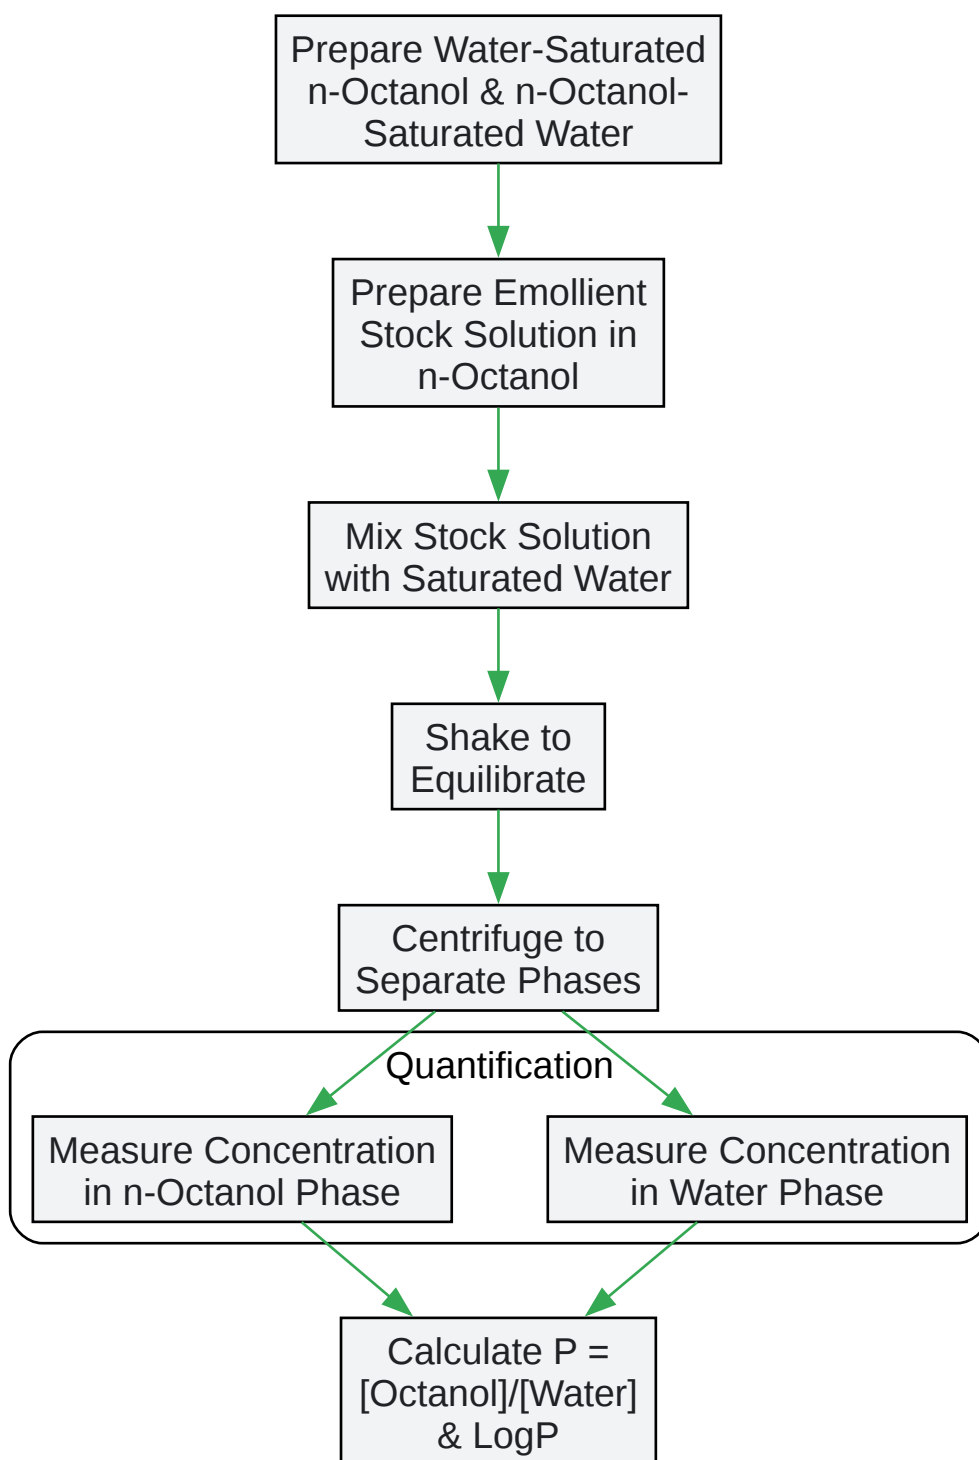 Prepare Water-Saturated
n-Octanol & n-Octanol-
Saturated Water
Prepare Emollient
Stock Solution in
n-Octanol
Mix Stock Solution
with Saturated Water
Shake to
Equilibrate
Centrifuge to
Separate Phases
Quantification
Measure Concentration
in n-Octanol Phase
Measure Concentration
in Water Phase
Calculate P =
[Octanol]/[Water]
& LogP